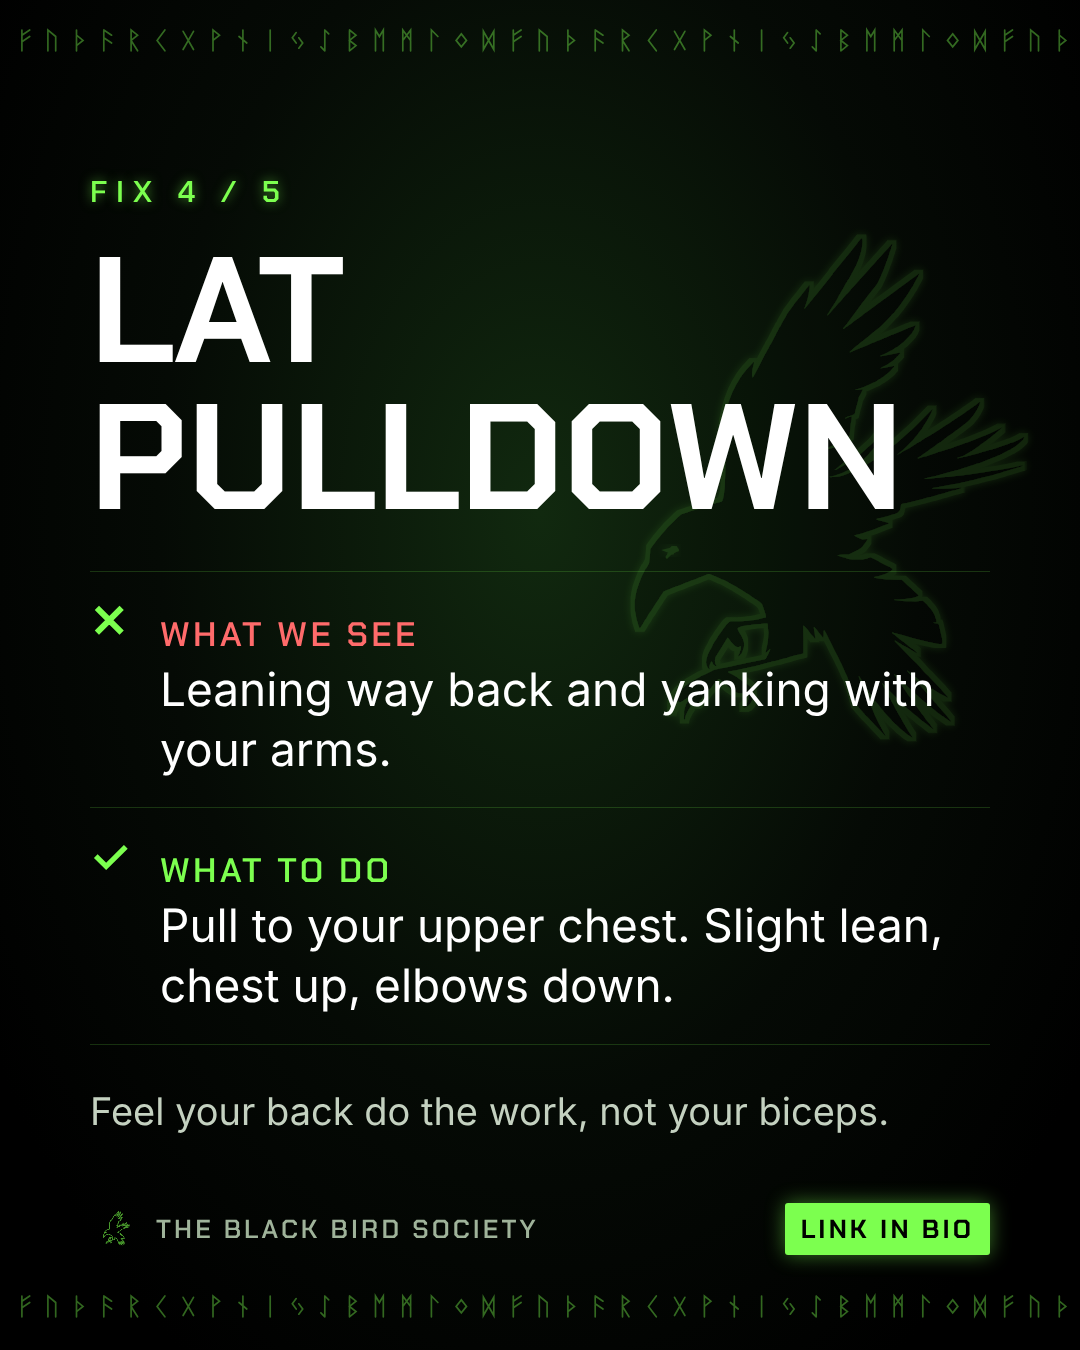 ᚠᚢᚦᚨᚱᚲᚷᚹᚾᛁᛃᛇᛒᛖᛗᛚᛜᛞᚠᚢᚦᚨᚱᚲᚷᚹᚾᛁᛃᛇᛒᛖᛗᛚᛜᛞᚠᚢᚦ
FIX 4 / 5
LAT
PULLDOWN
✕ WHAT WE SEE
Leaning way back and yanking with
your arms.
✓ WHAT TO DO
Pull to your upper chest. Slight lean,
chest up, elbows down.
Feel your back do the work, not your biceps.
THE BLACK BIRD SOCIETY
LINK IN BIO
ᚠᚢᚦᚨᚱᚲᚷᚹᚾᛁᛃᛇᛒᛖᛗᛚᛜᛞᚠᚢᚦᚨᚱᚲᚷᚹᚾᛁᛃᛇᛒᛖᛗᛚᛜᛞᚠᚢᚦ